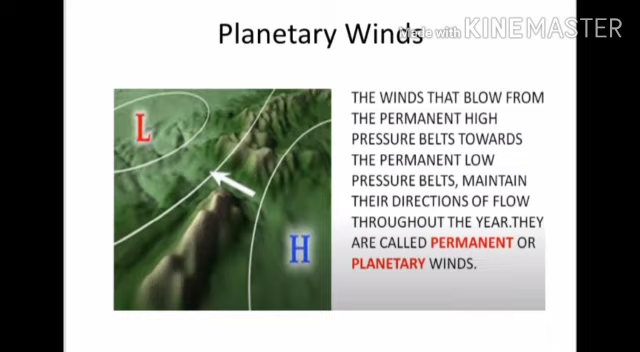 Planetary Winds
Made with KINEMASTER
THE WINDS THAT BLOW FROM
THE PERMANENT HIGH
PRESSURE BELTS TOWARDS
THE PERMANENT LOW
PRESSURE BELTS, MAINTAIN
THEIR DIRECTIONS OF FLOW
THROUGHOUT THE YEAR.THEY
ARE CALLED PERMANENT OR
PLANETARY WINDS.
L
H